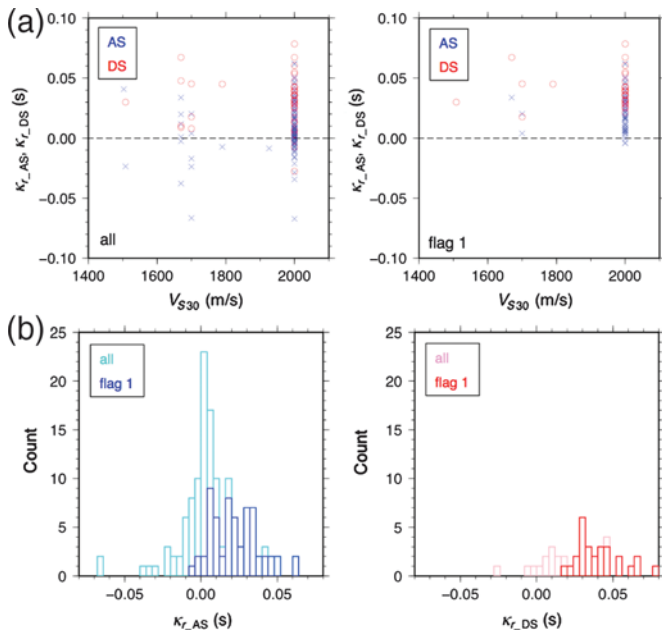 (a)
AS
DS
κr_AS, κr_DS (s)
0.10
0.05
0.00
−0.05
−0.10
all
1400 1600 1800 2000
VS30 (m/s)
AS
DS
κr_AS, κr_DS (s)
0.10
0.05
0.00
−0.05
−0.10
flag 1
1400 1600 1800 2000
VS30 (m/s)
(b)
all
flag 1
Count
25
20
15
10
5
0
−0.05 0.00 0.05
κr_AS (s)
all
flag 1
Count
25
20
15
10
5
0
−0.05 0.00 0.05
κr_DS (s)